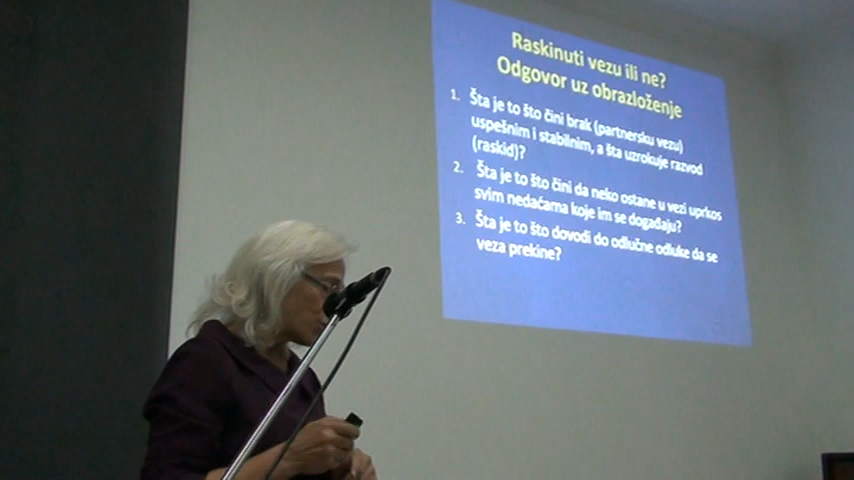 Raskinuti vezu ili ne?
Odgovor uz obrazloženje
1. Šta je to što čini brak (partnersku vezu)
uspešnim i stabilnim, a šta uzrokuje razvod
(raskid)?
2. Šta je to što čini da neko ostane u vezi uprkos
svim nedaćama koje im se događaju?
3. Šta je to što dovodi do odlučne odluke da se
veza prekine?